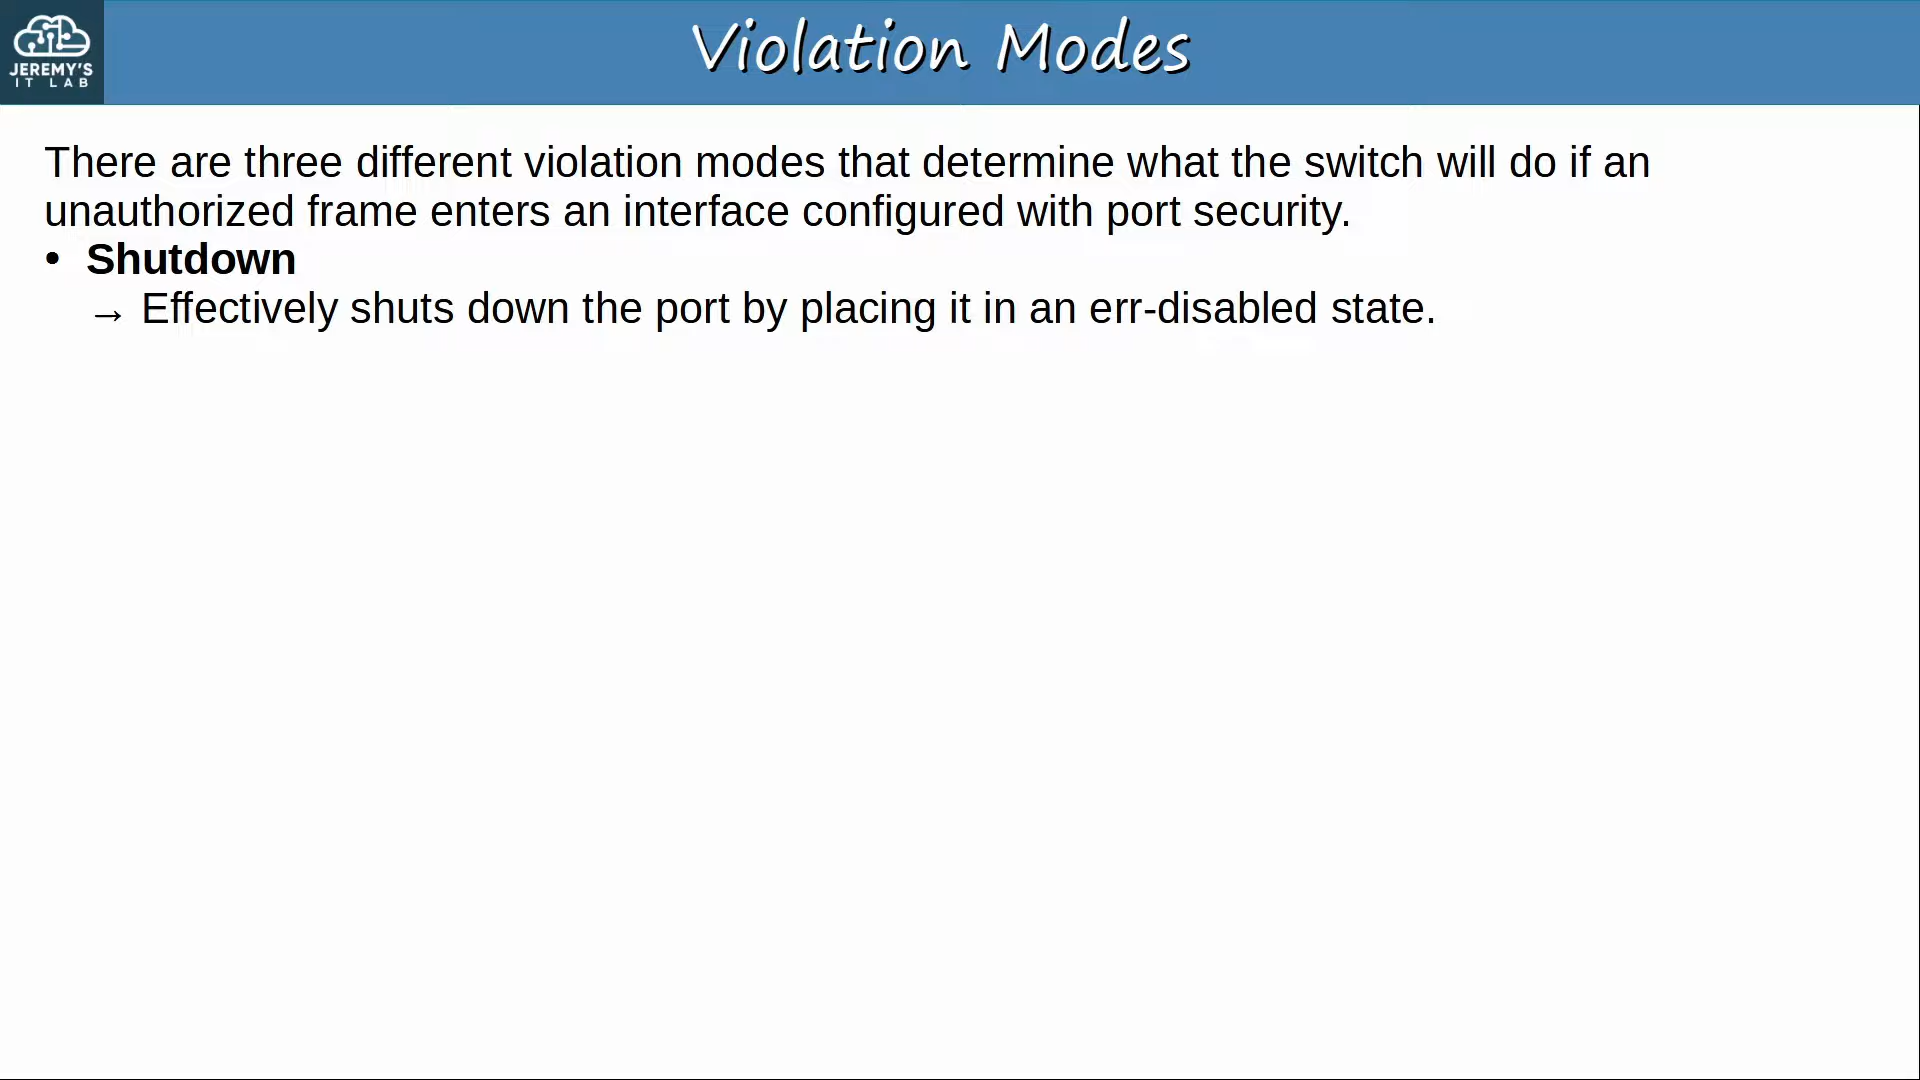 JEREMY'S
IT LAB
Violation Modes
There are three different violation modes that determine what the switch will do if an
unauthorized frame enters an interface configured with port security.
• Shutdown
→ Effectively shuts down the port by placing it in an err-disabled state.